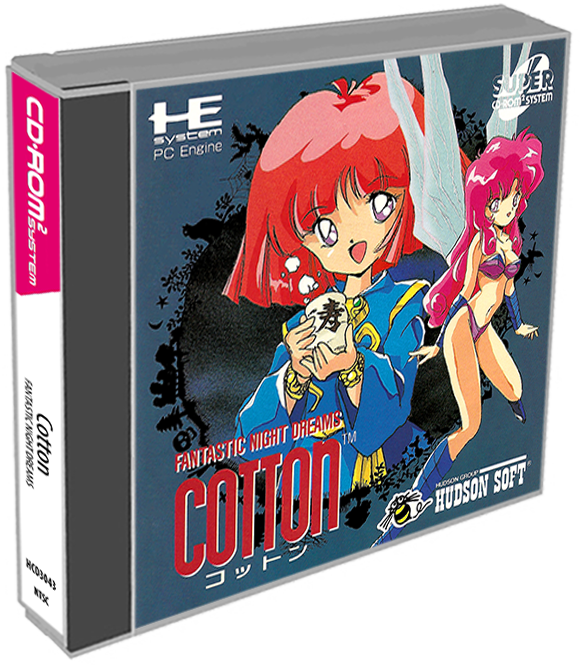 CD-ROM² SYSTEM
Cotton
FANTASTIC NIGHT DREAMS
HCD3043
NTSC
HE
system
PC Engine
SUPER
CD-ROM² SYSTEM
寿
FANTASTIC NIGHT DREAMS
COTTON™
コットン
HUDSON GROUP
HUDSON SOFT